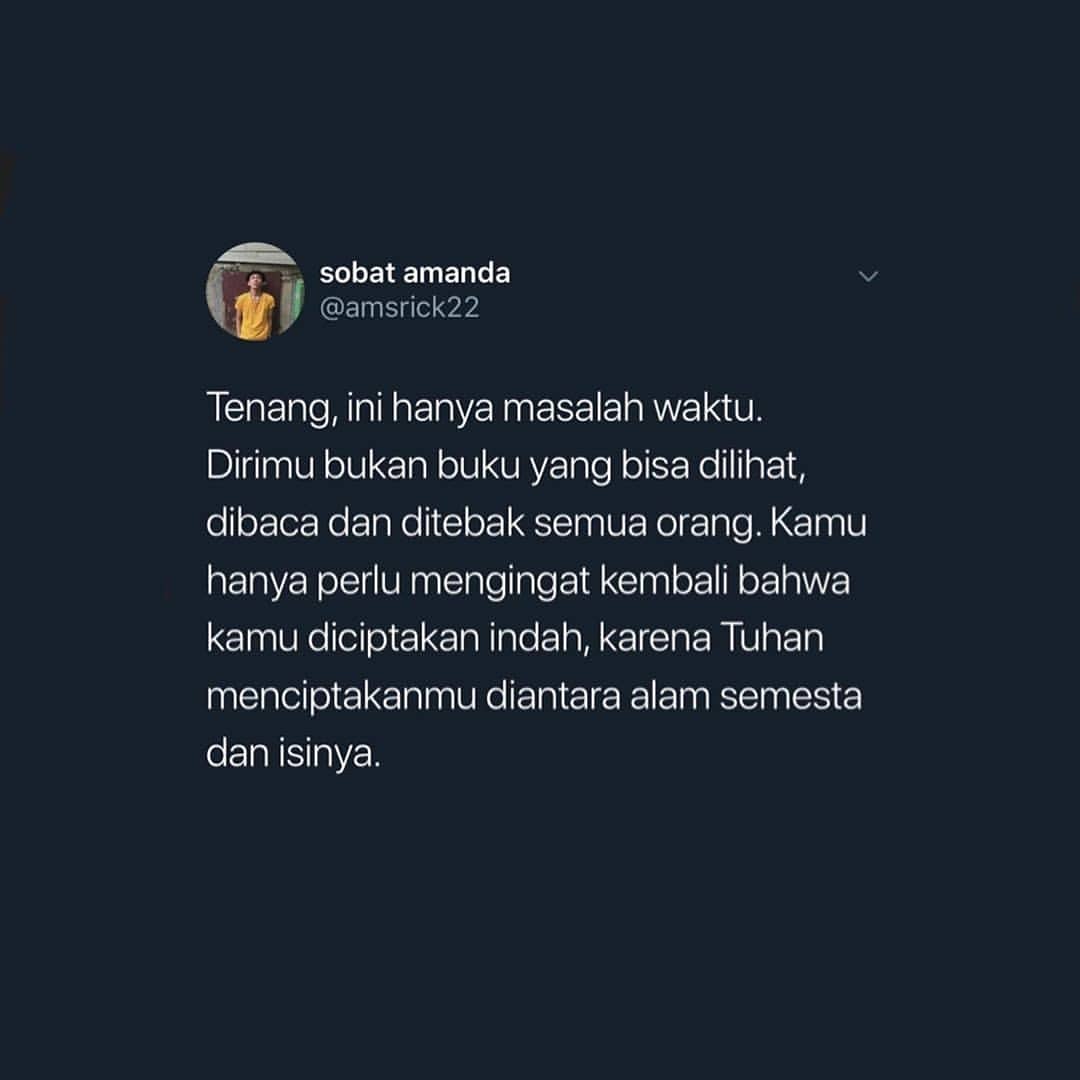 sobat amanda
@amsrick22
Tenang, ini hanya masalah waktu.
Dirimu bukan buku yang bisa dilihat,
dibaca dan ditebak semua orang. Kamu
hanya perlu mengingat kembali bahwa
kamu diciptakan indah, karena Tuhan
menciptakanmu diantara alam semesta
dan isinya.